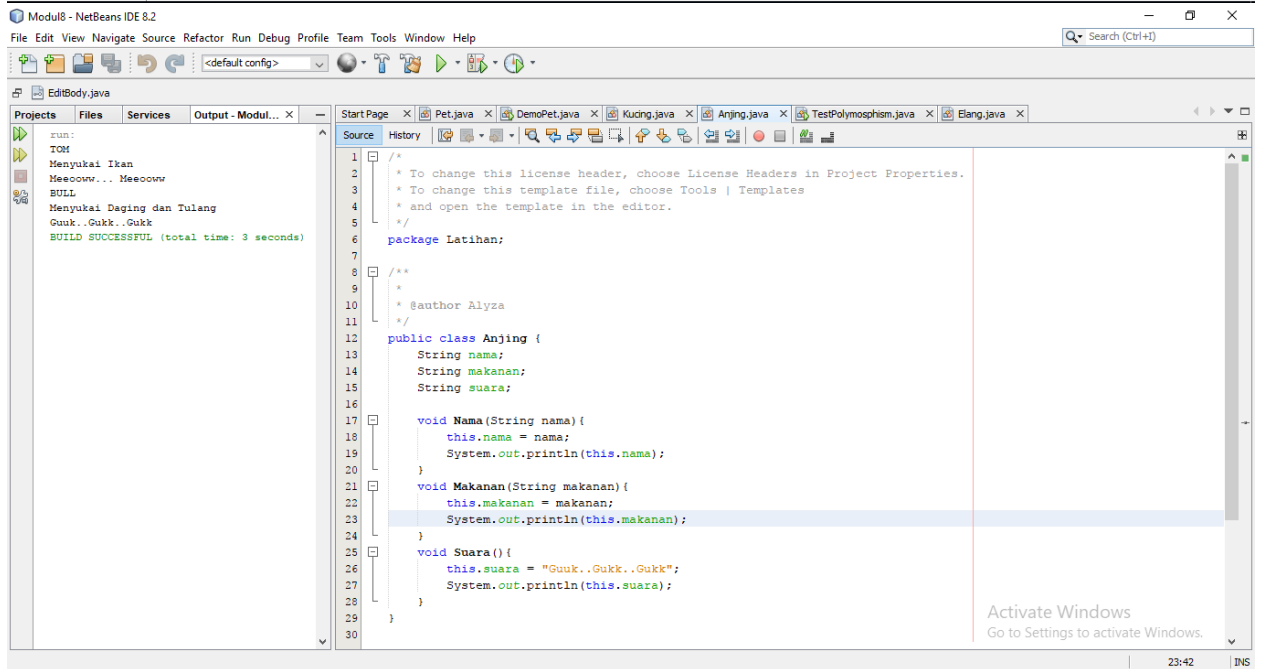 Modul8 - NetBeans IDE 8.2
File Edit View Navigate Source Refactor Run Debug Profile Team Tools Window Help
Search (Ctrl+I)
<default config>
EditBody.java
Projects Files Services Output - Modul...
run:
TOM
Menyukai Ikan
Meeooww... Meeooww
BULL
Menyukai Daging dan Tulang
Guuk..Gukk..Gukk
BUILD SUCCESSFUL (total time: 3 seconds)
Start Page Pet.java DemoPet.java Kucing.java Anjing.java TestPolymosphism.java Elang.java
Source History
1 /*
2 * To change this license header, choose License Headers in Project Properties.
3 * To change this template file, choose Tools | Templates
4 * and open the template in the editor.
5 */
6 package Latihan;
7
8 /**
9 *
10 * @author Alyza
11 */
12 public class Anjing {
13 String nama;
14 String makanan;
15 String suara;
16
17 void Nama(String nama){
18 this.nama = nama;
19 System.out.println(this.nama);
20 }
21 void Makanan(String makanan){
22 this.makanan = makanan;
23 System.out.println(this.makanan);
24 }
25 void Suara(){
26 this.suara = "Guuk..Gukk..Gukk";
27 System.out.println(this.suara);
28 }
29 }
30
Activate Windows
Go to Settings to activate Windows.
23:42 INS